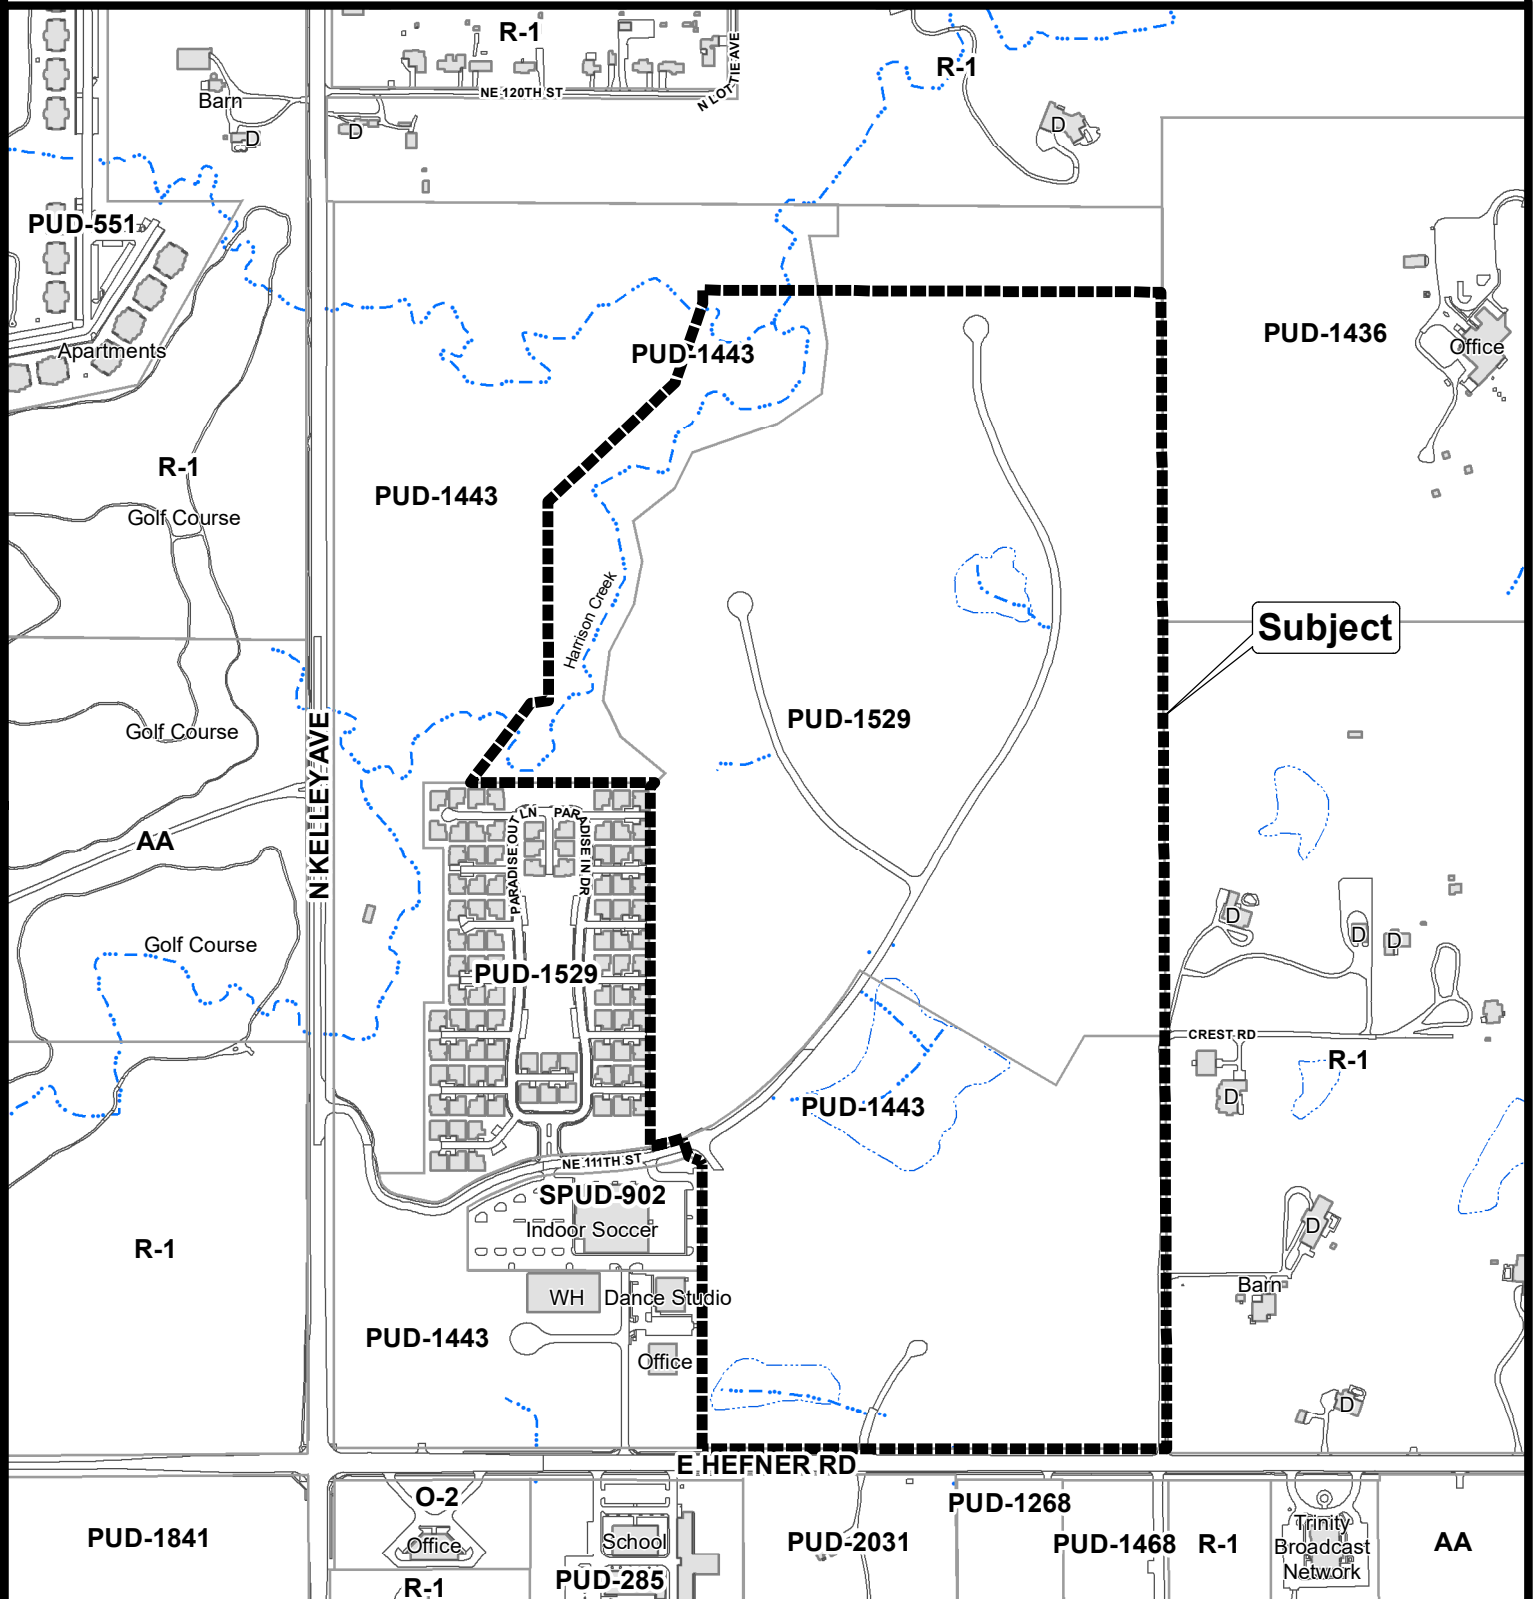 R-1
N LOTTIE AVE
R-1
Barn
NE 120TH ST
D
D
D
PUD-551
PUD-1436
Office
PUD-1443
Apartments
R-1
PUD-1443
Golf Course
Harrison Creek
Subject
PUD-1529
Golf Course
N KELLEY AVE
LN
PARADISE IN DR
PARADISE OUT
AA
D
D
D
Golf Course
PUD-1529
CREST RD
R-1
D
PUD-1443
NE 111TH ST
SPUD-902
Indoor Soccer
D
R-1
Barn
WH
Dance Studio
PUD-1443
Office
D
E HEFNER RD
O-2
PUD-1268
PUD-1841
Office
School
PUD-2031
PUD-1468
R-1
Trinity
Broadcast
Network
AA
R-1
PUD-285